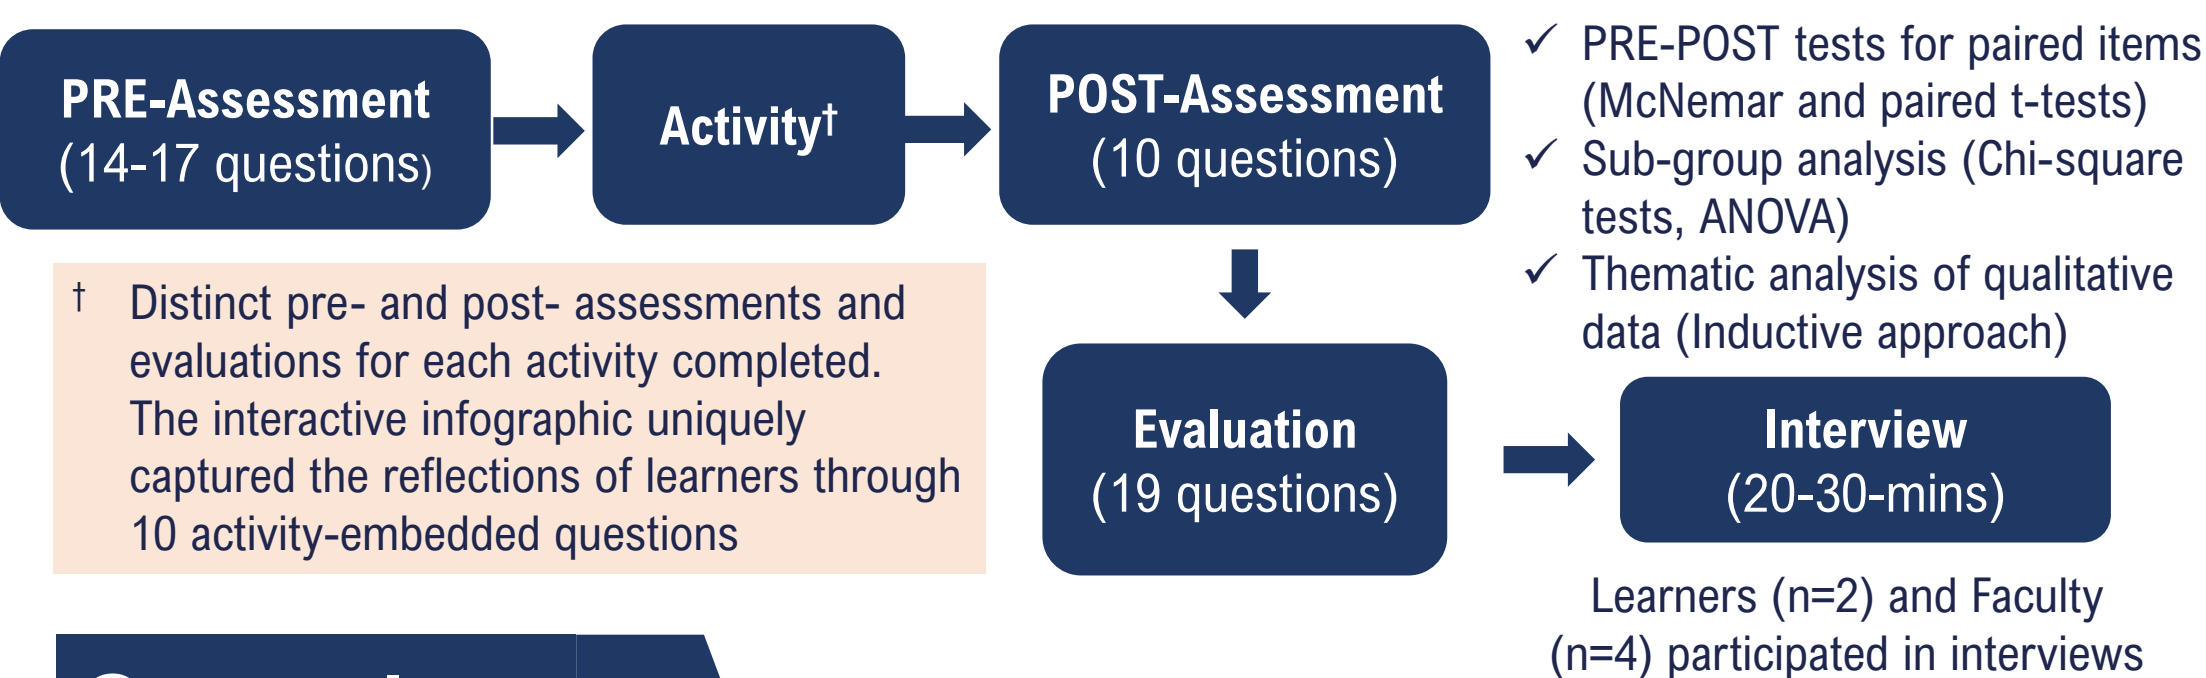 PRE-Assessment
(14-17 questions)
Activity†
POST-Assessment
(10 questions)
✓ PRE-POST tests for paired items
(McNemar and paired t-tests)
✓ Sub-group analysis (Chi-square
tests, ANOVA)
✓ Thematic analysis of qualitative
data (Inductive approach)
† Distinct pre- and post- assessments and
evaluations for each activity completed.
The interactive infographic uniquely
captured the reflections of learners through
10 activity-embedded questions
Evaluation
(19 questions)
Interview
(20-30-mins)
Learners (n=2) and Faculty
(n=4) participated in interviews